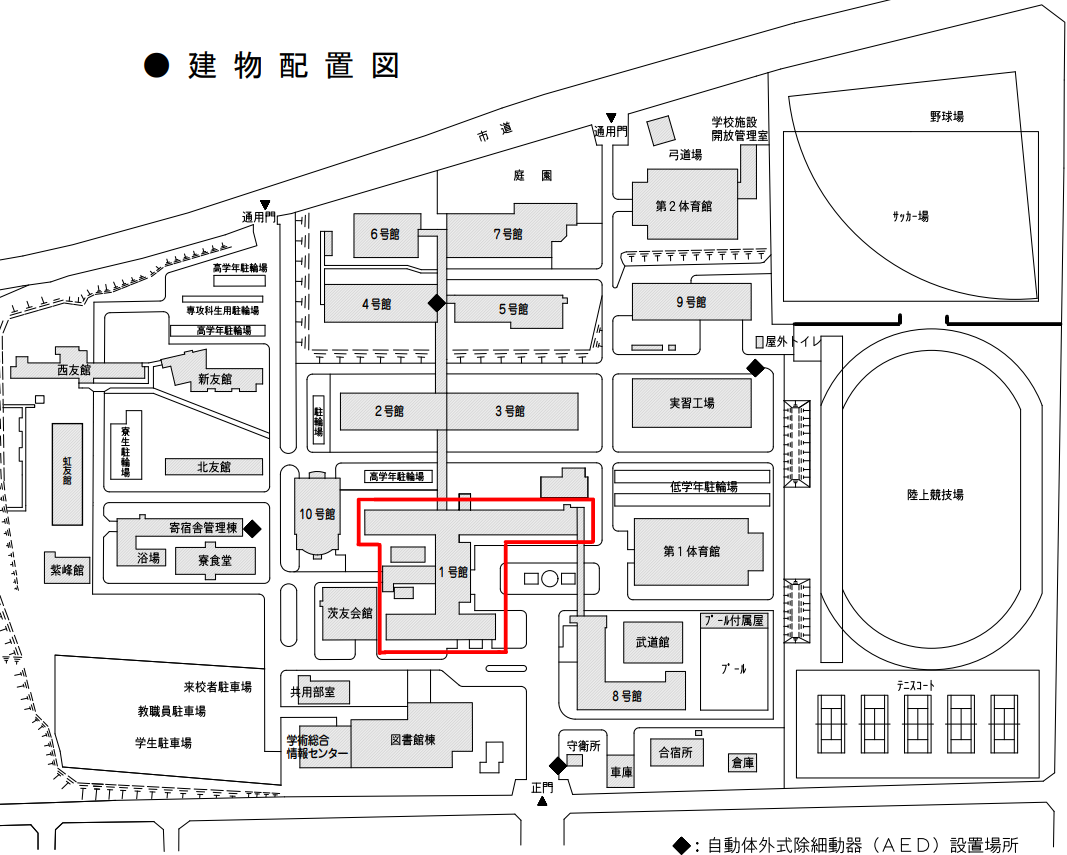 ● 建物配置図
市道
通用門
学校施設
開放管理室
弓道場
野球場
庭園
第2体育館
サッカー場
通用門
6号館
7号館
高学年駐輪場
専攻科生用駐輪場
高学年駐輪場
4号館
5号館
9号館
屋外トイレ
西友館
新友館
駐輪場
2号館
3号館
実習工場
寮生駐輪場
虹友館
北友館
高学年駐輪場
低学年駐輪場
陸上競技場
10号館
寄宿舎管理棟
浴場
寮食堂
紫峰館
1号館
第1体育館
茨友会館
プール付属屋
武道館
プール
8号館
来校者駐車場
教職員駐車場
学生駐車場
共用部室
テニスコート
学術総合
情報センター
図書館棟
守衛所
車庫
合宿所
倉庫
正門
◆:自動体外式除細動器(AED)設置場所